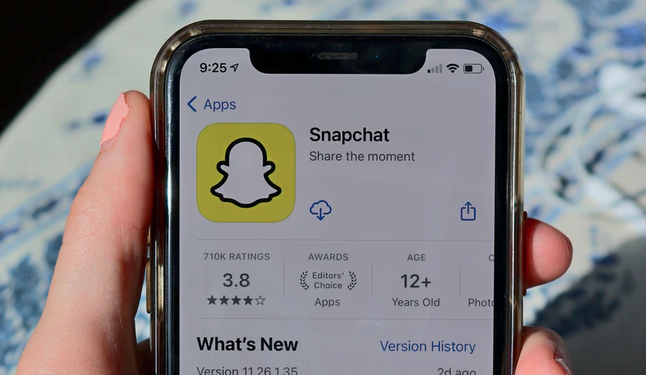 9:25
Apps
Snapchat
Share the moment
710K RATINGS
3.8
AWARDS
Editors'
Choice
Apps
AGE
12+
Years Old
What's New
Version History
Version 11.26.1.35
2d ago